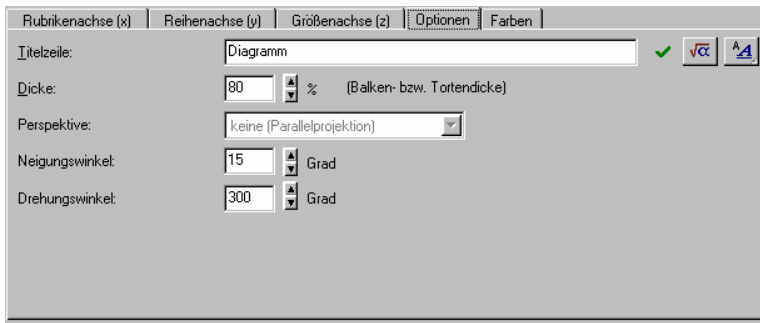 Rubrikenachse (x) Reihenachse (y) Größenachse (z) Optionen Farben
Titelzeile: Diagramm √α AA
Dicke: 80 % (Balken- bzw. Tortendicke)
Perspektive: keine (Parallelprojektion)
Neigungswinkel: 15 Grad
Drehungswinkel: 300 Grad